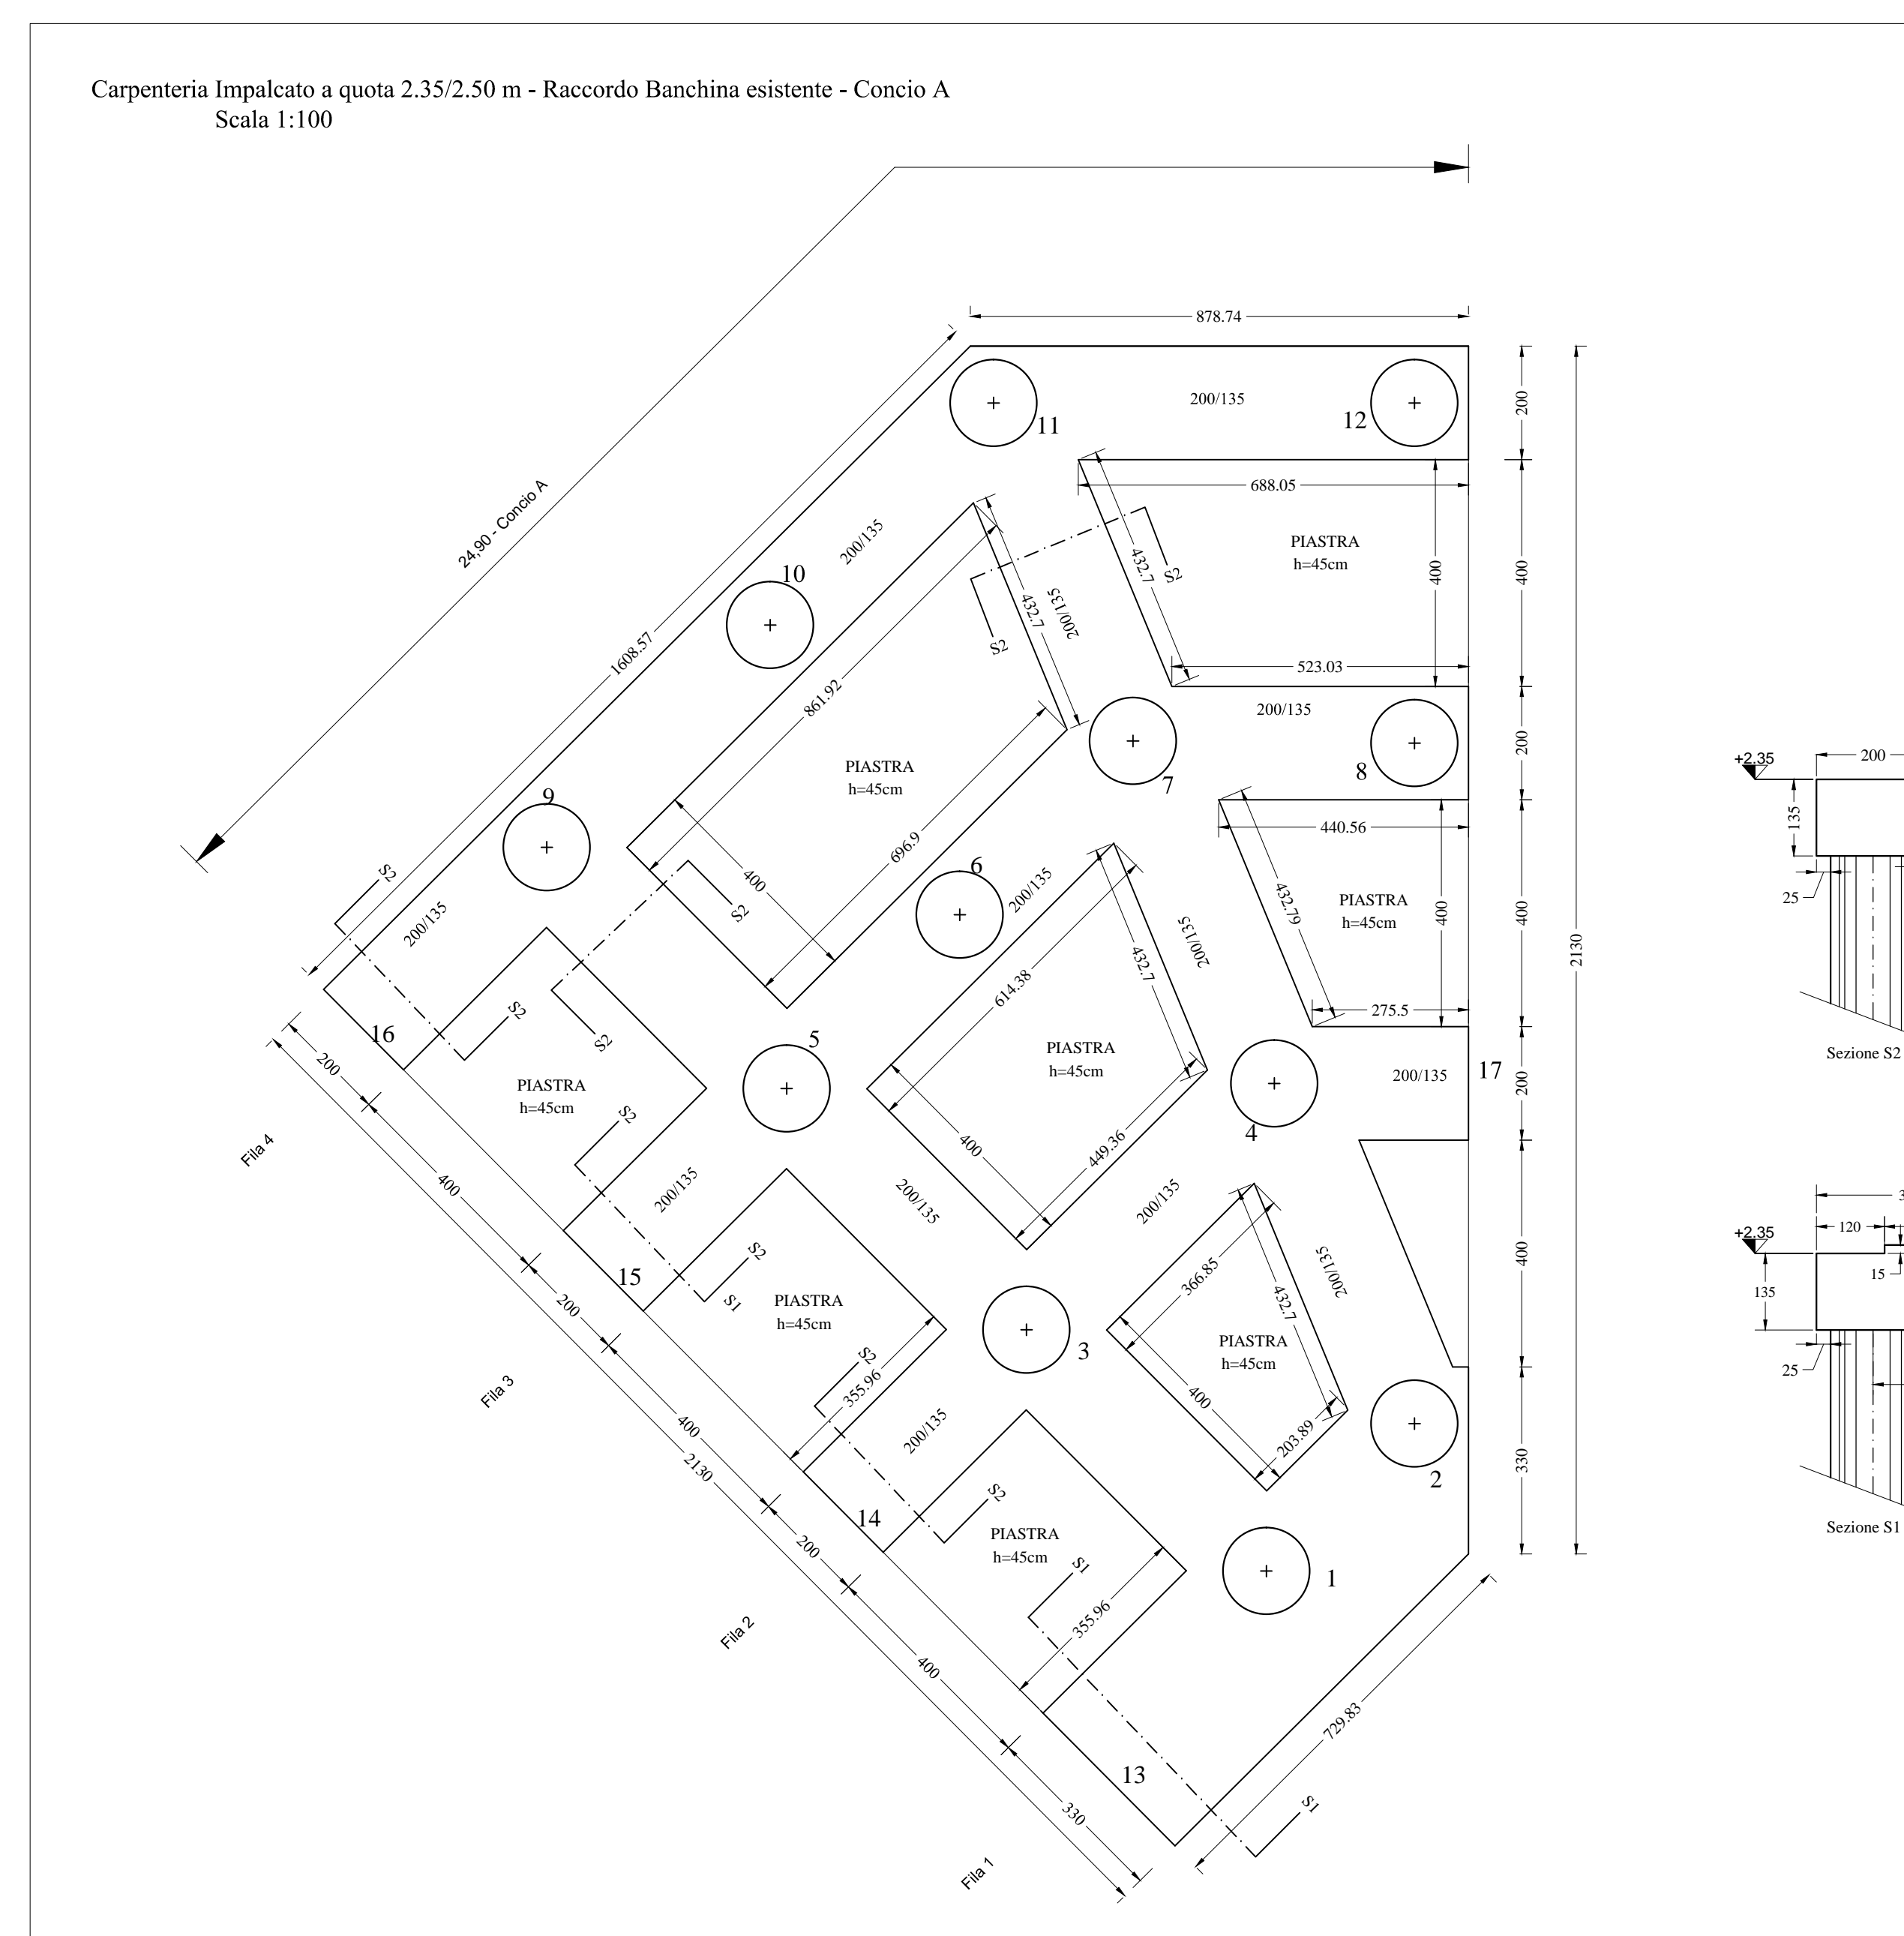 Carpenteria Impalcato a quota 2.35/2.50 m - Raccordo Banchina esistente - Concio A
Scala 1:100
24,90 - Concio A
878.74
1608.57
11
200/135
12
200
2130
10
200/135
688.05
PIASTRA
h=45cm
432.7
400
400
S2
S2
432.7
200/135
523.03
861.92
PIASTRA
h=45cm
696.9
400
200/135
7
8
200
9
S2
200/135
S2
S2
S2
16
6
200/135
440.56
432.79
PIASTRA
h=45cm
400
400
275.5
5
614.38
432.7
200/135
PIASTRA
h=45cm
400
449.36
4
200/135
17
200
PIASTRA
h=45cm
S2
200/135
15
S2
S1
200/135
200/135
366.85
432.7
200/135
PIASTRA
h=45cm
400
203.89
400
PIASTRA
h=45cm
355.96
S2
3
2
330
200/135
14
S2
PIASTRA
h=45cm
S1
355.96
1
13
S1
729.83
200
400
200
400
200
400
330
2130
Fila 4
Fila 3
Fila 2
Fila 1
+2.35
200
135
25
Sezione S2
+2.35
3
120
15
135
25
Sezione S1